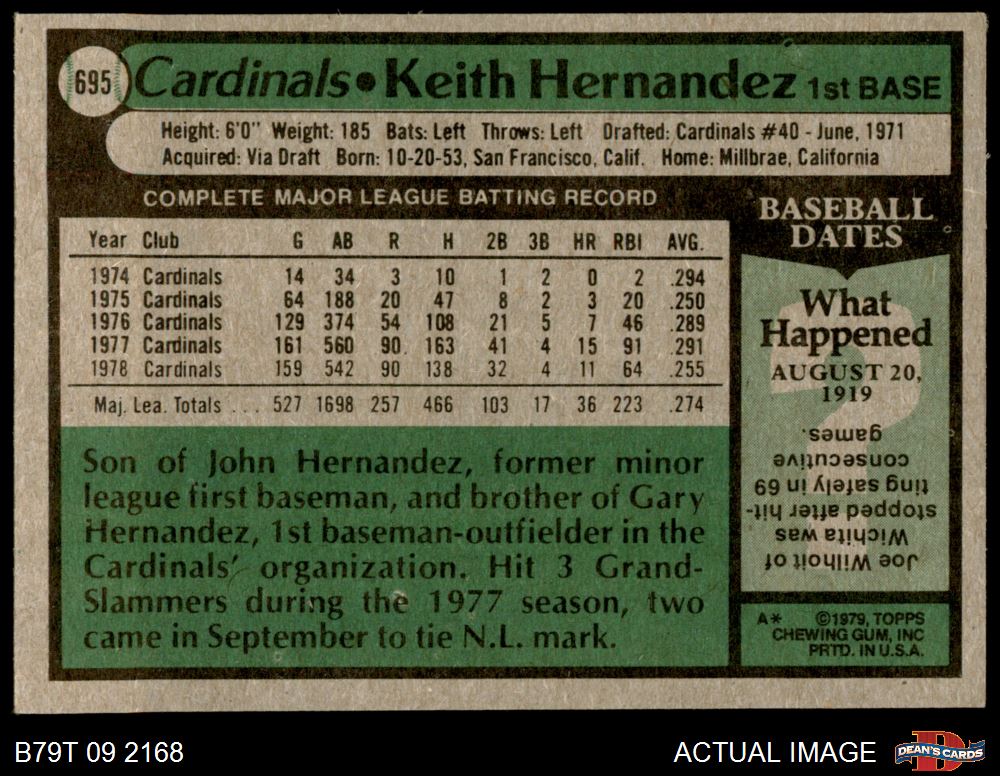 695 Cardinals • Keith Hernandez 1st BASE
Height: 6'0" Weight: 185 Bats: Left Throws: Left Drafted: Cardinals #40 - June, 1971
Acquired: Via Draft Born: 10-20-53, San Francisco, Calif. Home: Millbrae, California
COMPLETE MAJOR LEAGUE BATTING RECORD
Year Club G AB R H 2B 3B HR RBI AVG.
1974 Cardinals 14 34 3 10 1 2 0 2 .294
1975 Cardinals 64 188 20 47 8 2 3 20 .250
1976 Cardinals 129 374 54 108 21 5 7 46 .289
1977 Cardinals 161 560 90 163 41 4 15 91 .291
1978 Cardinals 159 542 90 138 32 4 11 64 .255
Maj. Lea. Totals ... 527 1698 257 466 103 17 36 223 .274
Son of John Hernandez, former minor
league first baseman, and brother of Gary
Hernandez, 1st baseman-outfielder in the
Cardinals' organization. Hit 3 Grand-
Slammers during the 1977 season, two
came in September to tie N.L. mark.
BASEBALL
DATES
What
Happened
AUGUST 20,
1919
Joe Wilhoit of
Wichita was
stopped after hit-
ting safely in 69
consecutive
games.
A* ©1979, TOPPS
CHEWING GUM, INC
PRTD. IN U.S.A.
B79T 09 2168
ACTUAL IMAGE
DEAN'S CARDS